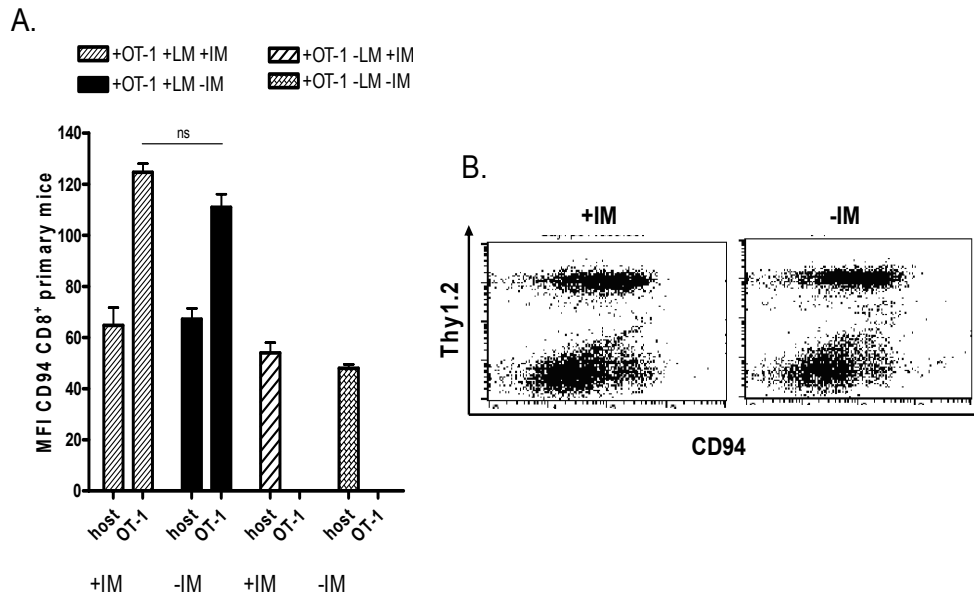 A.
+OT-1 +LM +IM
+OT-1 -LM +IM
+OT-1 +LM -IM
+OT-1 -LM -IM
MFI CD94 CD8+ primary mice
140
120
100
80
60
40
20
0
ns
host OT-1 host OT-1 host OT-1 host OT-1
+IM -IM +IM -IM
B.
+IM -IM
Thy1.2
CD94